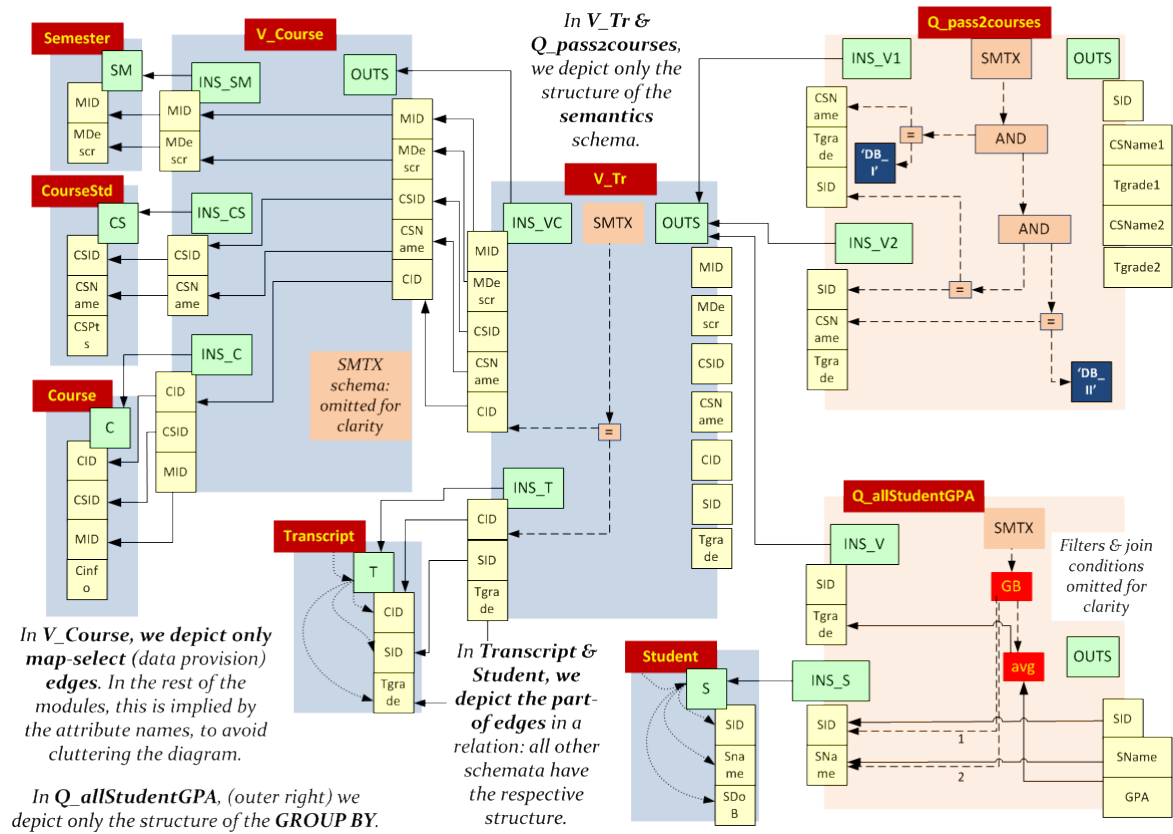 Semester
SM
MID
MDe
scr
V_Course
INS_SM
MID
MDe
scr
OUTS
MID
MDe
scr
CSID
CSN
ame
CID
CourseStd
CS
CSID
CSN
ame
CSPt
s
INS_CS
CSID
CSN
ame
INS_C
CID
CSID
MID
SMTX
schema:
omitted for
clarity
Course
C
CID
CSID
MID
Cinf
o
In V_Tr &
Q_pass2courses,
we depict only the
structure of the
semantics
schema.
V_Tr
INS_VC
SMTX
OUTS
MID
MDe
scr
CSID
CSN
ame
CID
=
INS_T
CID
SID
Tgra
de
MID
MDe
scr
CSID
CSN
ame
CID
SID
Tgra
de
Q_pass2courses
INS_V1
SMTX
OUTS
CSN
ame
Tgra
de
SID
=
'DB_
I'
AND
AND
SID
CSName1
Tgrade1
CSName2
Tgrade2
INS_V2
SID
CSN
ame
Tgra
de
=
=
'DB_
II'
Transcript
T
CID
SID
Tgra
de
Q_allStudentGPA
INS_V
SID
Tgra
de
SMTX
GB
avg
Filters & join
conditions
omitted for
clarity
OUTS
INS_S
SID
SNa
me
1
2
SID
SName
GPA
Student
S
SID
Sna
me
SDo
B
In V_Course, we depict only
map-select (data provision)
edges. In the rest of the
modules, this is implied by
the attribute names, to avoid
cluttering the diagram.
In Transcript &
Student, we
depict the part-
of edges in a
relation: all other
schemata have
the respective
structure.
In Q_allStudentGPA, (outer right) we
depict only the structure of the GROUP BY.